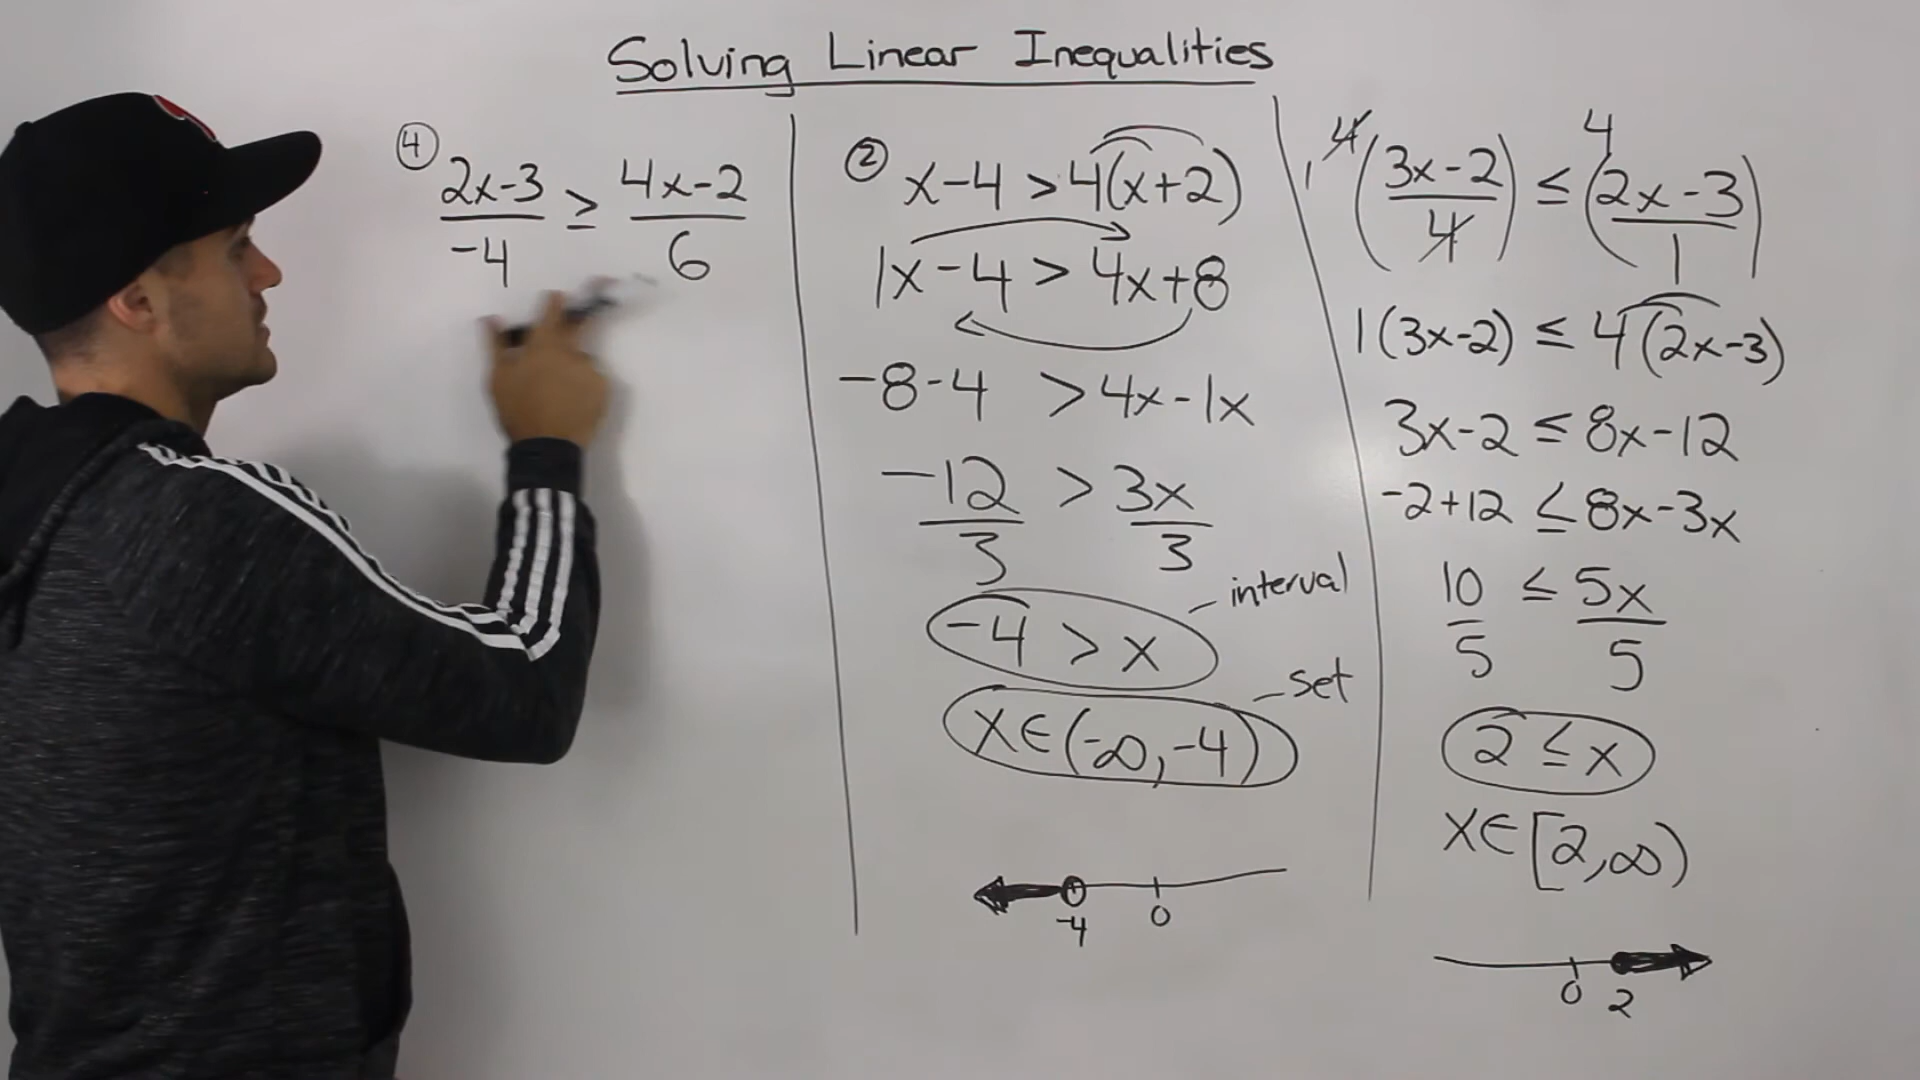 Solving Linear Inequalities
④ 2x-3/-4 ≥ 4x-2/6
② x-4 > 4(x+2)
1x-4 > 4x+8
-8-4 > 4x-1x
-12/3 > 3x/3
-4 > x
interval
x∈(-∞,-4)
set
-4 0
1 4(3x-2/4) ≤ 4(2x-3/1)
1(3x-2) ≤ 4(2x-3)
3x-2 ≤ 8x-12
-2+12 ≤ 8x-3x
10/5 ≤ 5x/5
2 ≤ x
x∈[2,∞)
0 2